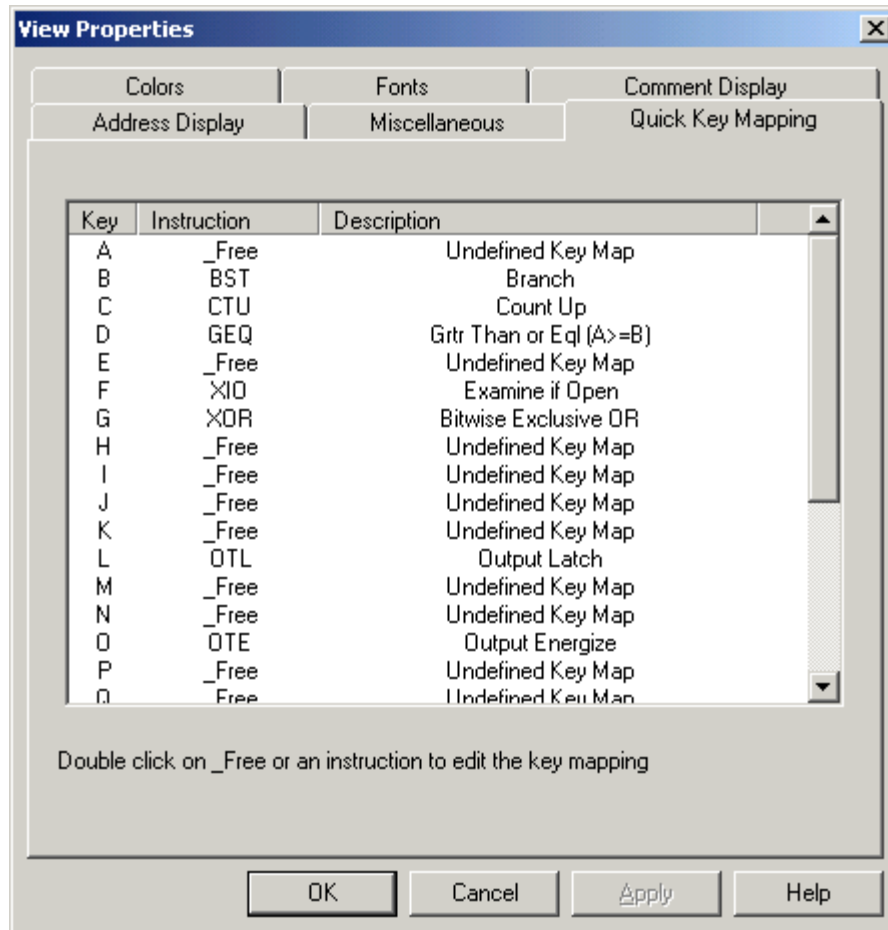 View Properties
Colors Fonts Comment Display
Address Display Miscellaneous Quick Key Mapping
Key Instruction Description
A _Free Undefined Key Map
B BST Branch
C CTU Count Up
D GEQ Grtr Than or Eql (A>=B)
E _Free Undefined Key Map
F XIO Examine if Open
G XOR Bitwise Exclusive OR
H _Free Undefined Key Map
I _Free Undefined Key Map
J _Free Undefined Key Map
K _Free Undefined Key Map
L OTL Output Latch
M _Free Undefined Key Map
N _Free Undefined Key Map
O OTE Output Energize
P _Free Undefined Key Map
Q _Free Undefined Key Map
Double click on _Free or an instruction to edit the key mapping
OK Cancel Apply Help